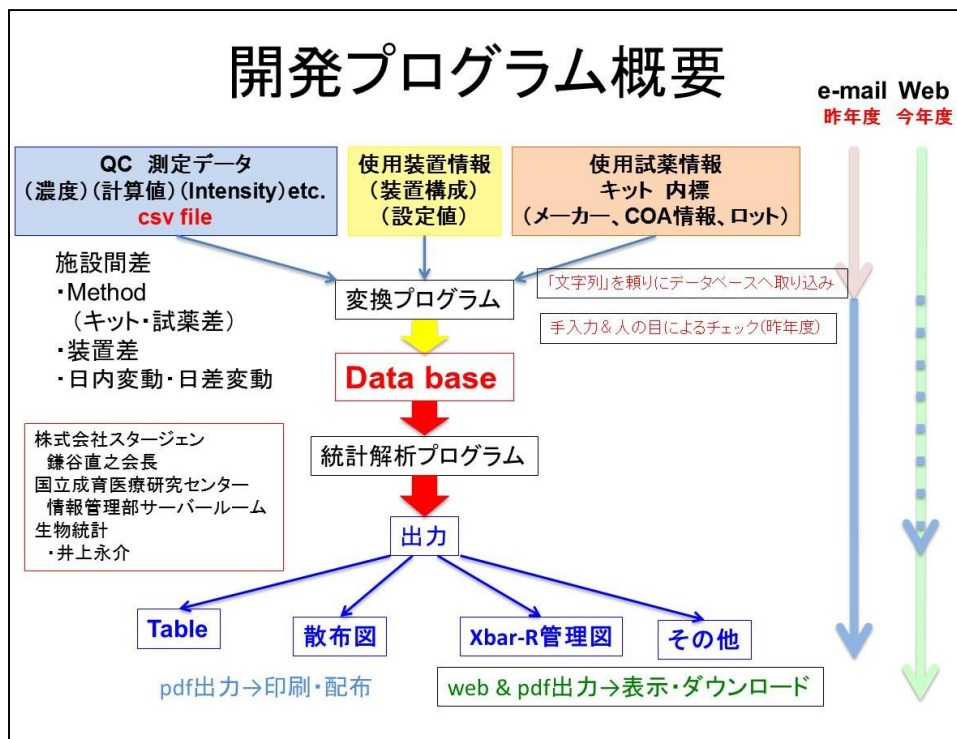 開発プログラム概要
e-mail Web
昨年度 今年度
QC 測定データ
(濃度)(計算値)(Intensity)etc.
csv file
使用装置情報
(装置構成)
(設定値)
使用試薬情報
キット 内標
(メーカー、COA情報、ロット)
施設間差
・Method
(キット・試薬差)
・装置差
・日内変動・日差変動
変換プログラム
「文字列」を頼りにデータベースへ取り込み
手入力&人の目によるチェック(昨年度)
Data base
株式会社スタージェン
鎌谷直之会長
国立成育医療研究センター
情報管理部サーバールーム
生物統計
・井上永介
統計解析プログラム
出力
Table
散布図
Xbar-R管理図
その他
pdf出力→印刷・配布
web & pdf出力→表示・ダウンロード